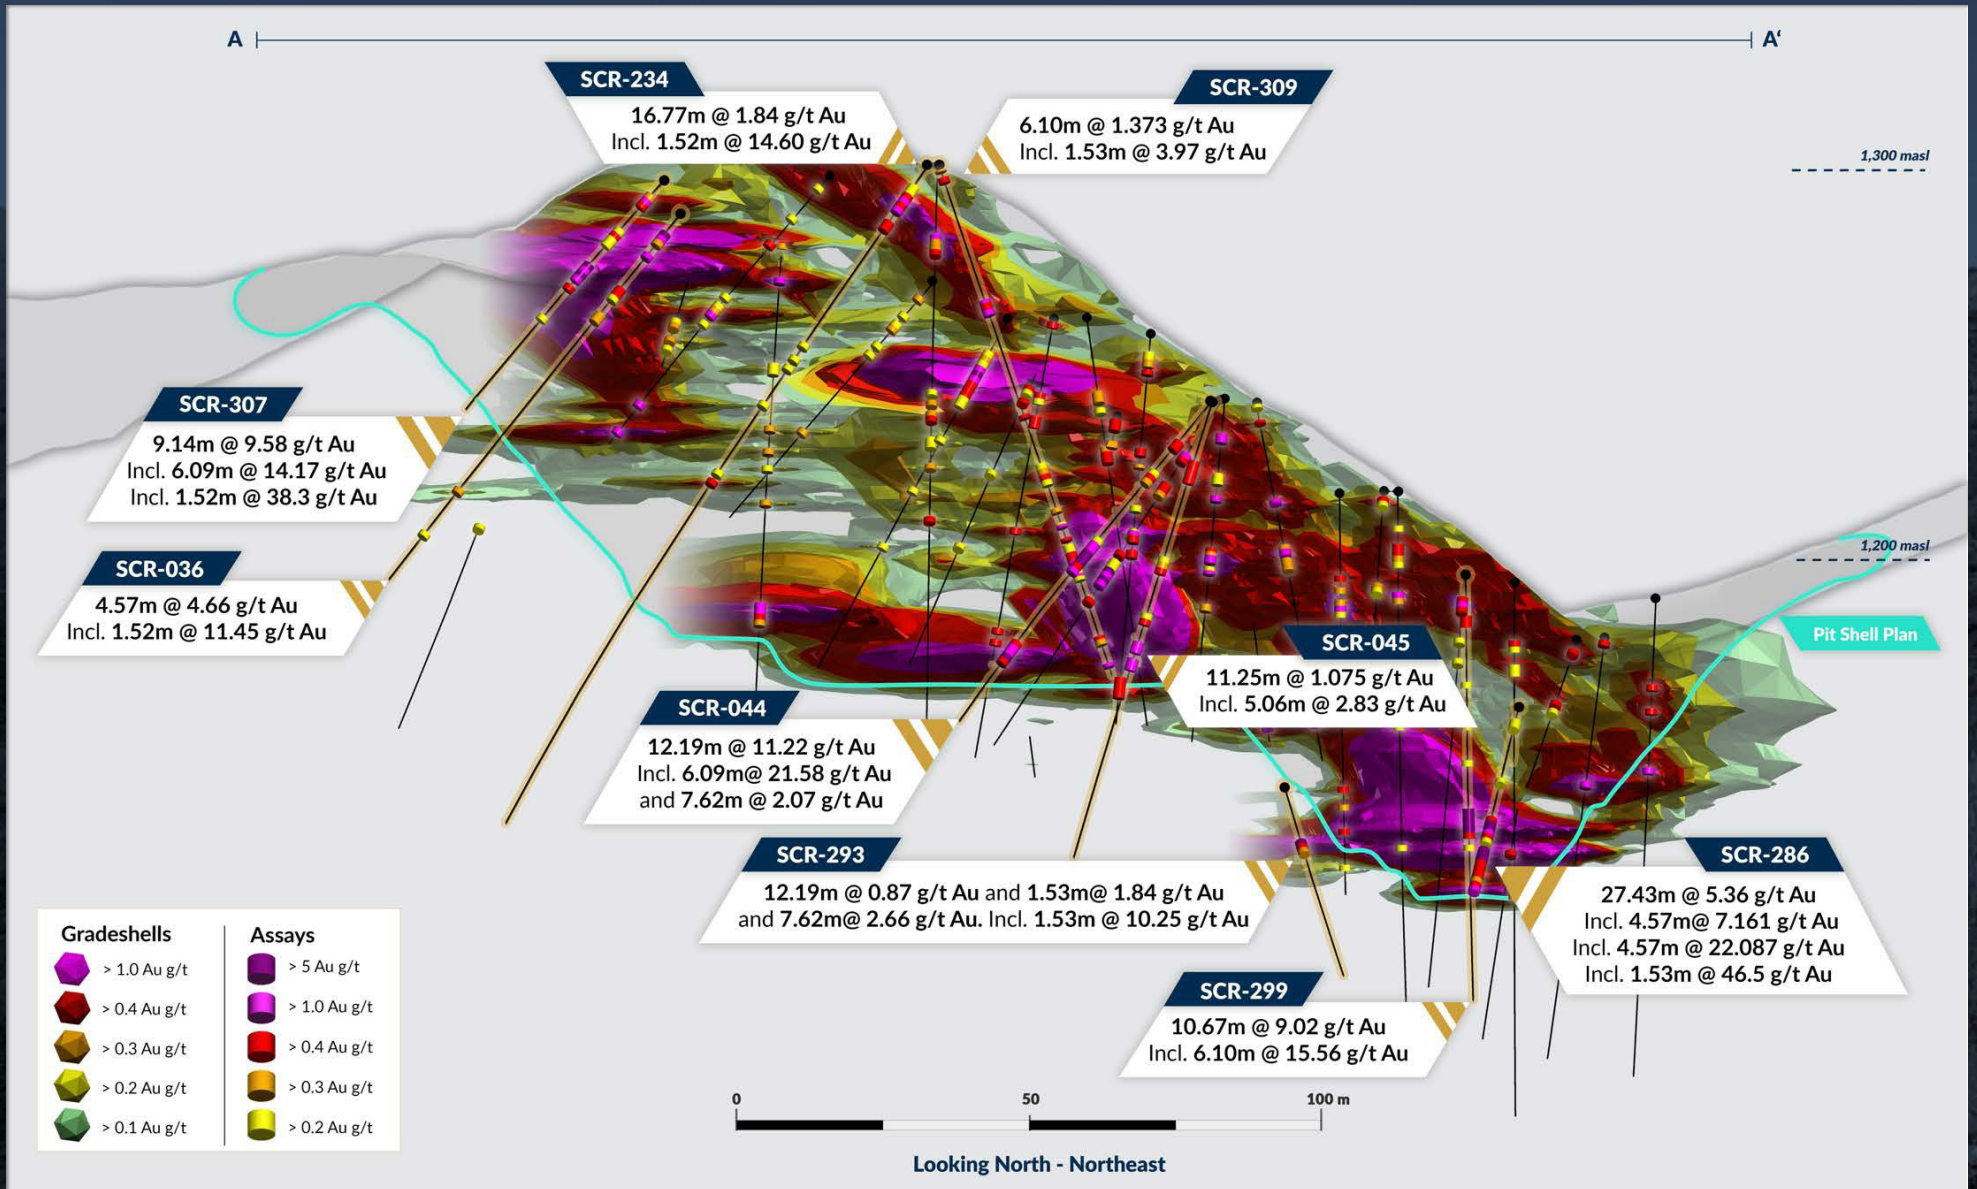 A
A'
SCR-234
16.77m @ 1.84 g/t Au
Incl. 1.52m @ 14.60 g/t Au
SCR-309
6.10m @ 1.373 g/t Au
Incl. 1.53m @ 3.97 g/t Au
1,300 masl
SCR-307
9.14m @ 9.58 g/t Au
Incl. 6.09m @ 14.17 g/t Au
Incl. 1.52m @ 38.3 g/t Au
SCR-036
4.57m @ 4.66 g/t Au
Incl. 1.52m @ 11.45 g/t Au
1,200 masl
Pit Shell Plan
SCR-045
11.25m @ 1.075 g/t Au
Incl. 5.06m @ 2.83 g/t Au
SCR-044
12.19m @ 11.22 g/t Au
Incl. 6.09m@ 21.58 g/t Au
and 7.62m @ 2.07 g/t Au
SCR-293
12.19m @ 0.87 g/t Au and 1.53m@ 1.84 g/t Au
and 7.62m@ 2.66 g/t Au. Incl. 1.53m @ 10.25 g/t Au
SCR-286
27.43m @ 5.36 g/t Au
Incl. 4.57m@ 7.161 g/t Au
Incl. 4.57m @ 22.087 g/t Au
Incl. 1.53m @ 46.5 g/t Au
SCR-299
10.67m @ 9.02 g/t Au
Incl. 6.10m @ 15.56 g/t Au
Gradeshells
> 1.0 Au g/t
> 0.4 Au g/t
> 0.3 Au g/t
> 0.2 Au g/t
> 0.1 Au g/t
Assays
> 5 Au g/t
> 1.0 Au g/t
> 0.4 Au g/t
> 0.3 Au g/t
> 0.2 Au g/t
0 50 100 m
Looking North - Northeast